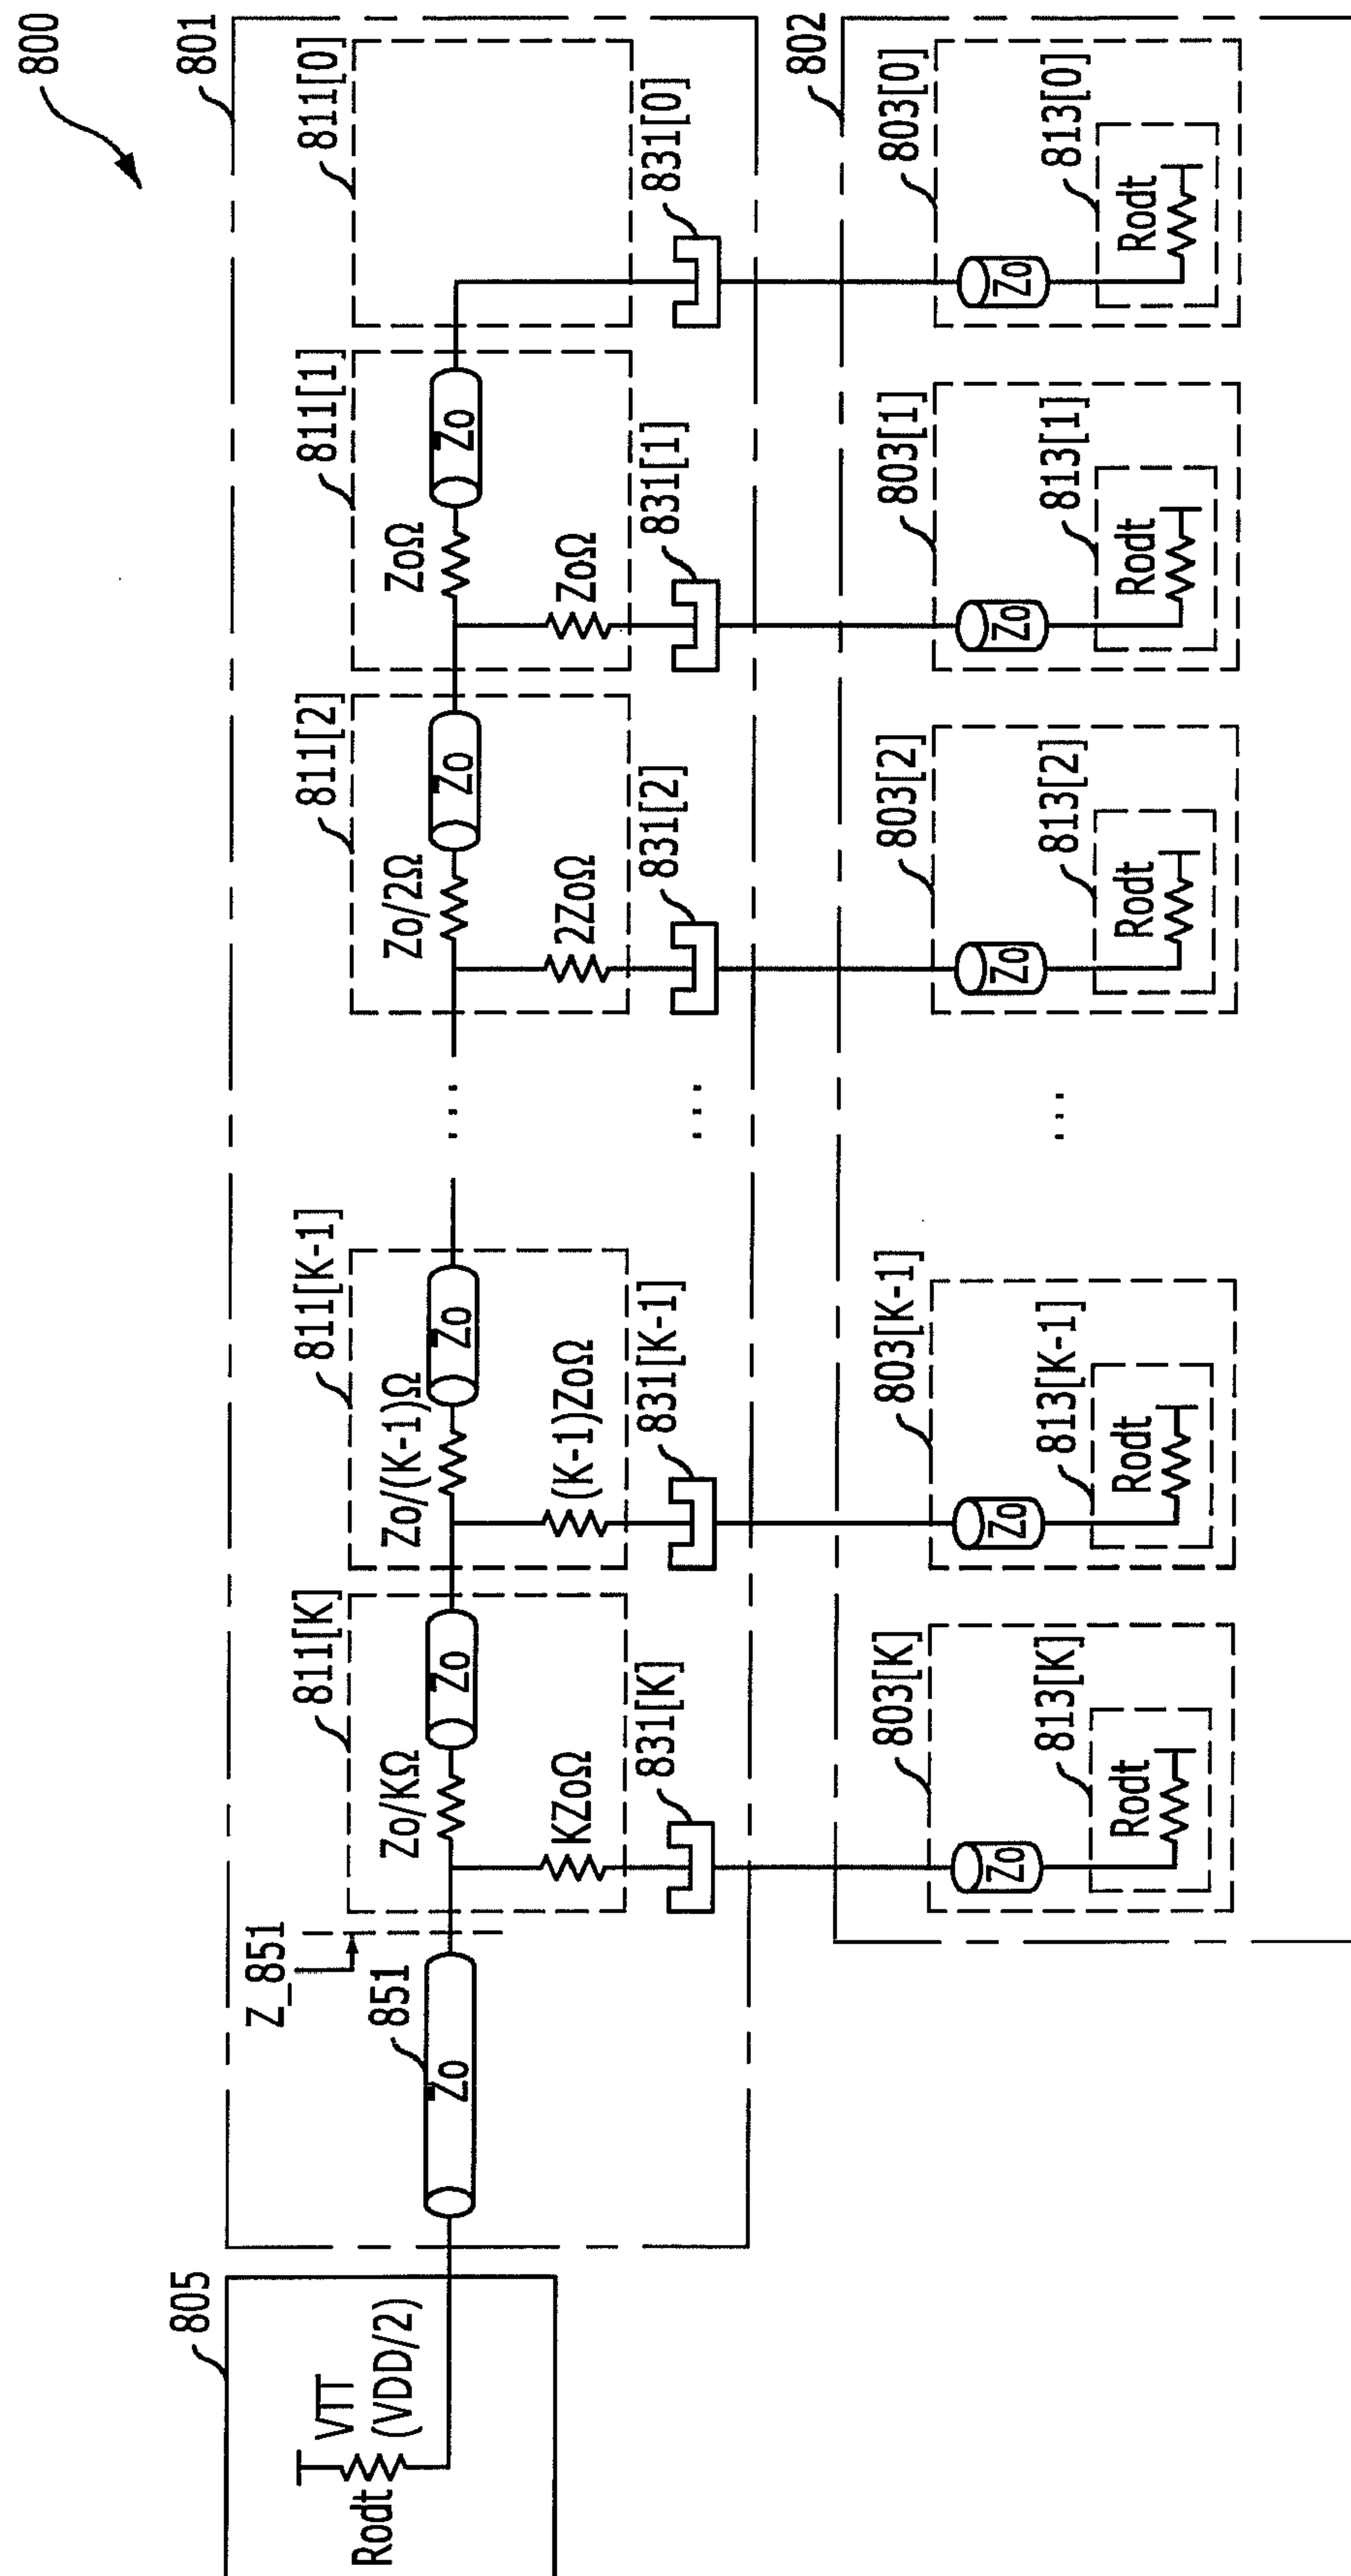 800
801
811[0]
831[0]
802
803[0]
813[0]
Rodt
Zo
811[1]
Zo
ZoΩ
ZoΩ
831[1]
803[1]
813[1]
Rodt
Zo
811[2]
Zo
Zo/2Ω
2ZoΩ
831[2]
803[2]
813[2]
Rodt
Zo
...
...
...
811[K-1]
Zo
Zo/(K-1)Ω
(K-1)ZoΩ
831[K-1]
803[K-1]
813[K-1]
Rodt
Zo
811[K]
Zo
Zo/KΩ
KZoΩ
831[K]
803[K]
813[K]
Rodt
Zo
Z_851
851
Zo
805
VTT
(VDD/2)
Rodt